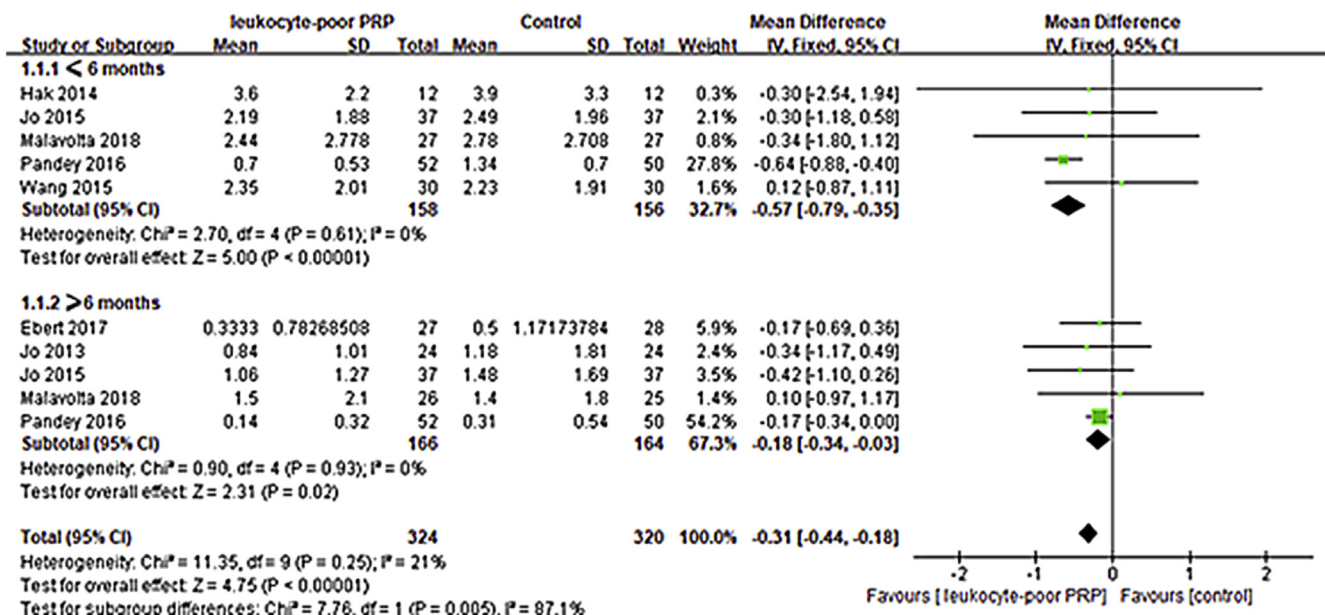 leukocyte-poor PRP Control Mean Difference Mean Difference
Study or Subgroup Mean SD Total Mean SD Total Weight IV, Fixed, 95% CI IV, Fixed, 95% CI
1.1.1 < 6 months
Hak 2014 3.6 2.2 12 3.9 3.3 12 0.3% -0.30 [-2.54, 1.94]
Jo 2015 2.19 1.88 37 2.49 1.96 37 2.1% -0.30 [-1.18, 0.58]
Malavolta 2018 2.44 2.778 27 2.78 2.708 27 0.8% -0.34 [-1.80, 1.12]
Pandey 2016 0.7 0.53 52 1.34 0.7 50 27.8% -0.64 [-0.88, -0.40]
Wang 2015 2.35 2.01 30 2.23 1.91 30 1.6% 0.12 [-0.87, 1.11]
Subtotal (95% CI) 158 156 32.7% -0.57 [-0.79, -0.35]
Heterogeneity: Chi² = 2.70, df = 4 (P = 0.61); I² = 0%
Test for overall effect: Z = 5.00 (P < 0.00001)
1.1.2 >6 months
Ebert 2017 0.3333 0.78268508 27 0.5 1.17173784 28 5.9% -0.17 [-0.69, 0.36]
Jo 2013 0.84 1.01 24 1.18 1.81 24 2.4% -0.34 [-1.17, 0.49]
Jo 2015 1.06 1.27 37 1.48 1.69 37 3.5% -0.42 [-1.10, 0.26]
Malavolta 2018 1.5 2.1 26 1.4 1.8 25 1.4% 0.10 [-0.97, 1.17]
Pandey 2016 0.14 0.32 52 0.31 0.54 50 54.2% -0.17 [-0.34, 0.00]
Subtotal (95% CI) 166 164 67.3% -0.18 [-0.34, -0.03]
Heterogeneity: Chi² = 0.90, df = 4 (P = 0.93); I² = 0%
Test for overall effect: Z = 2.31 (P = 0.02)
Total (95% CI) 324 320 100.0% -0.31 [-0.44, -0.18]
Heterogeneity: Chi² = 11.35, df = 9 (P = 0.25); I² = 21%
Test for overall effect: Z = 4.75 (P < 0.00001)
Test for subgroup differences: Chi² = 7.76, df = 1 (P = 0.005), I² = 87.1%
-2 -1 0 1 2
Favours [ leukocyte-poor PRP] Favours [control]